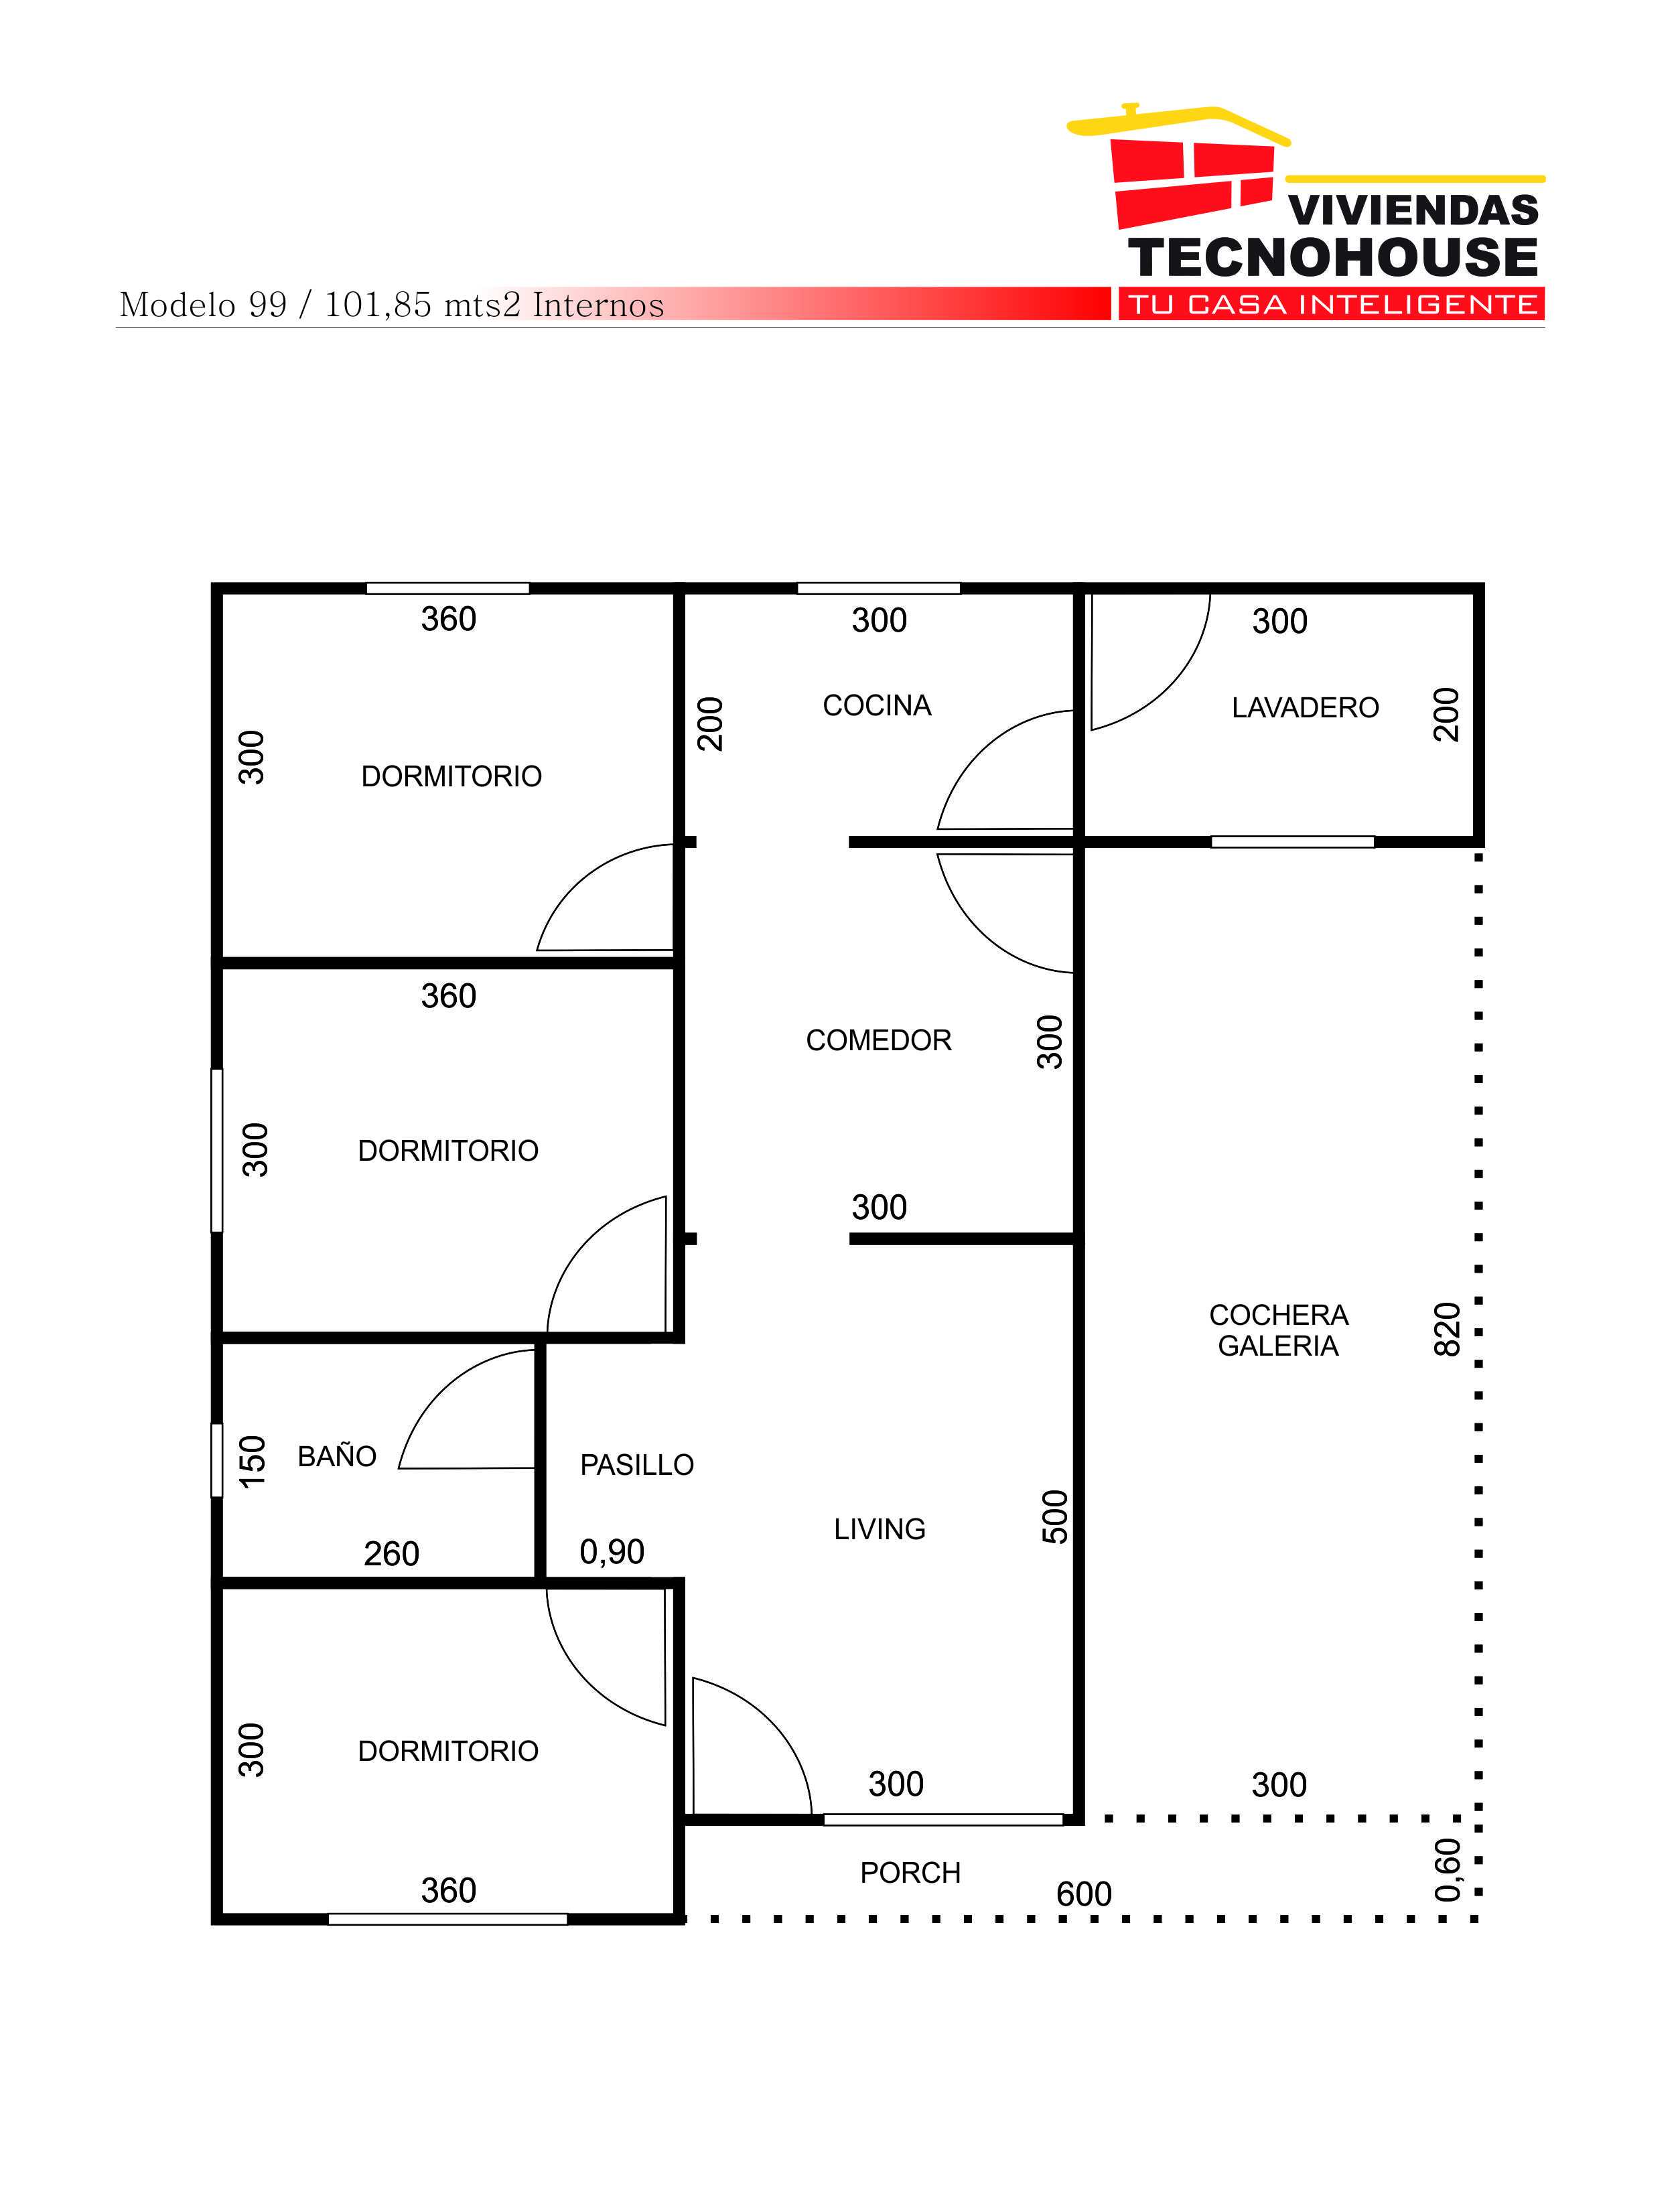 VIVIENDAS
TECNOHOUSE
TU CASA INTELIGENTE
Modelo 99 / 101,85 mts2 Internos
360
300
DORMITORIO
300
200
COCINA
300
LAVADERO
200
360
300
DORMITORIO
COMEDOR
300
300
COCHERA
GALERIA
820
150
BAÑO
260
PASILLO
0,90
LIVING
500
300
DORMITORIO
360
300
300
PORCH
600
0,60